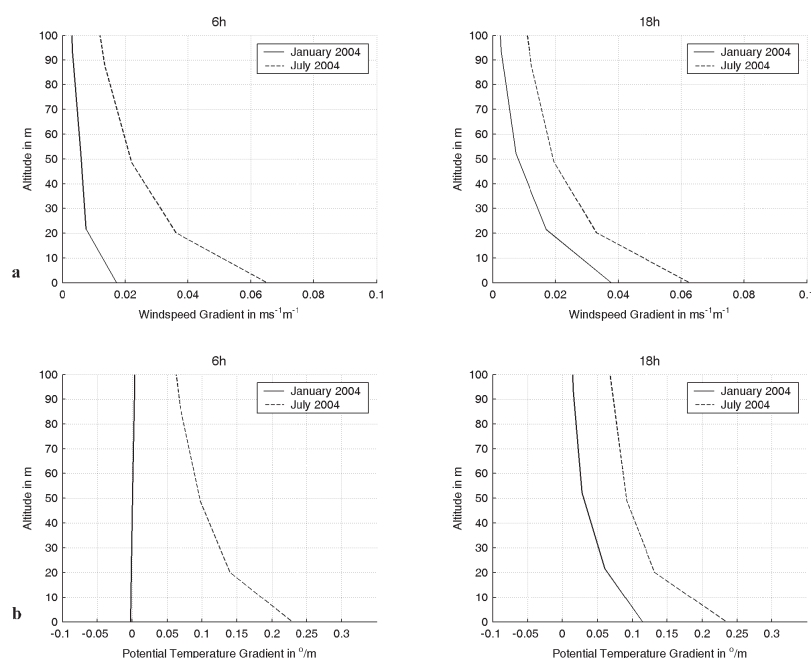 6h
100
90
80
70
60
50
40
30
20
10
0
Altitude in m
January 2004
July 2004
0 0.02 0.04 0.06 0.08 0.1
Windspeed Gradient in ms⁻¹m⁻¹
18h
100
90
80
70
60
50
40
30
20
10
0
Altitude in m
January 2004
July 2004
0 0.02 0.04 0.06 0.08 0.1
Windspeed Gradient in ms⁻¹m⁻¹
a
6h
100
90
80
70
60
50
40
30
20
10
0
Altitude in m
January 2004
July 2004
-0.1 -0.05 0 0.05 0.1 0.15 0.2 0.25 0.3
Potential Temperature Gradient in °/m
18h
100
90
80
70
60
50
40
30
20
10
0
Altitude in m
January 2004
July 2004
-0.1 -0.05 0 0.05 0.1 0.15 0.2 0.25 0.3
Potential Temperature Gradient in °/m
b